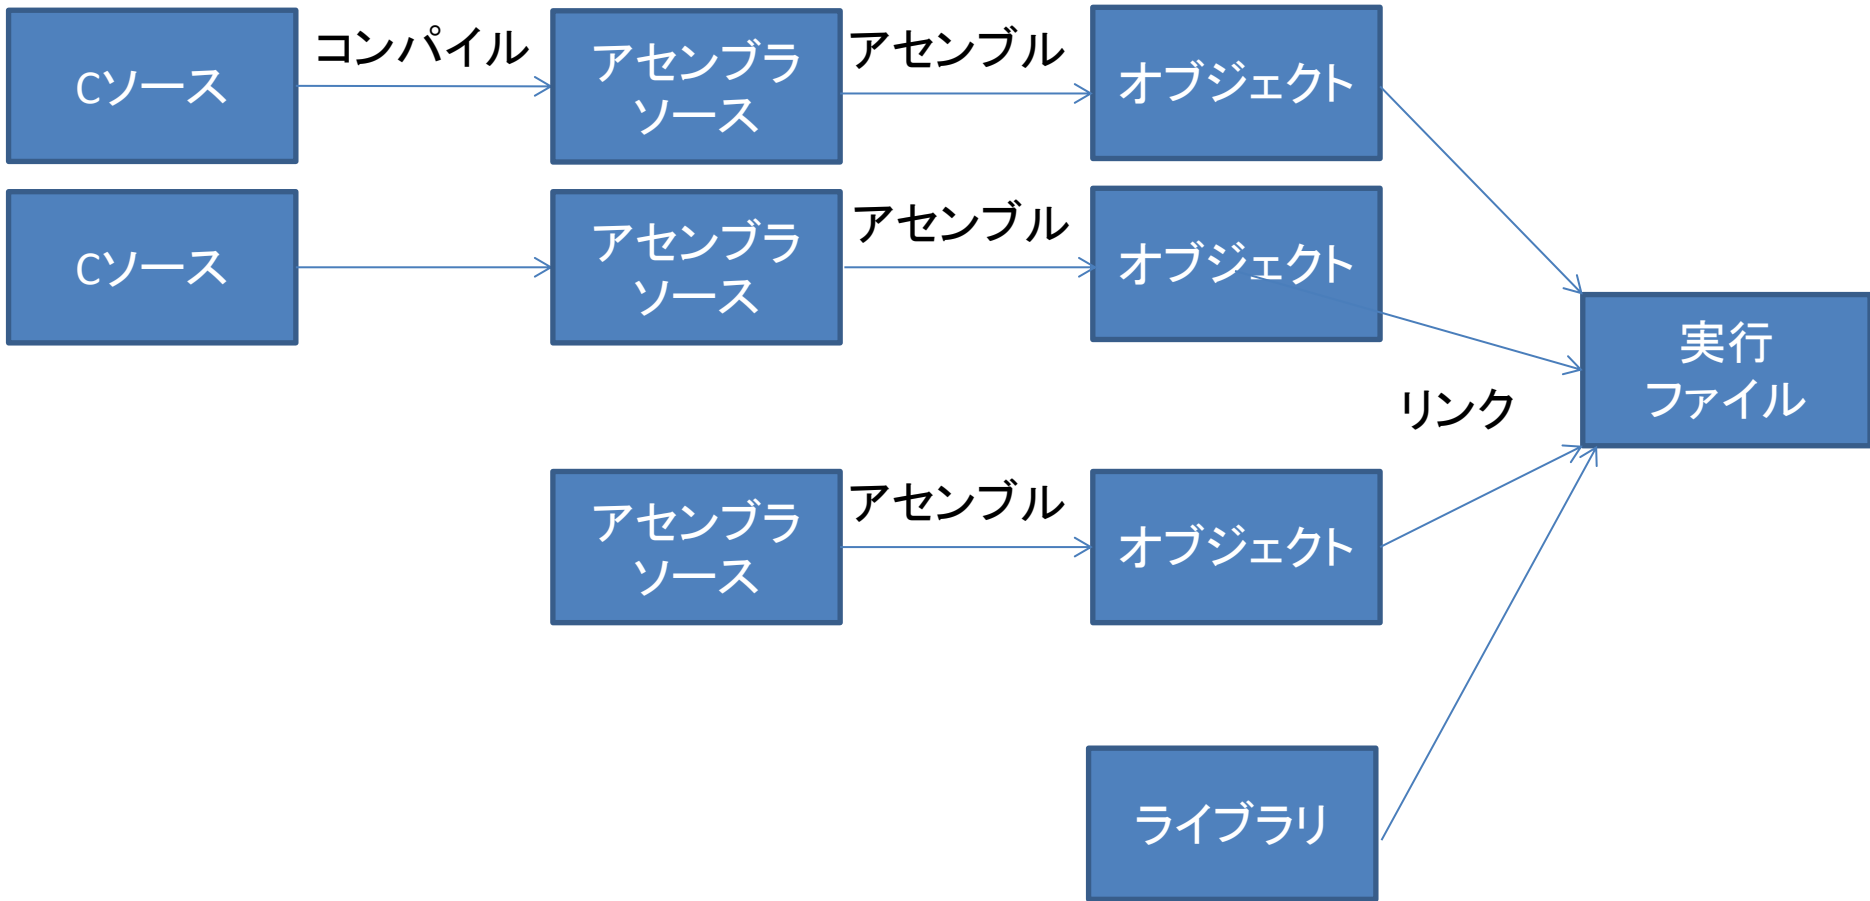 Cソース
コンパイル
アセンブラ
ソース
アセンブル
オブジェクト
Cソース
アセンブラ
ソース
アセンブル
オブジェクト
実行
ファイル
リンク
アセンブラ
ソース
アセンブル
オブジェクト
ライブラリ